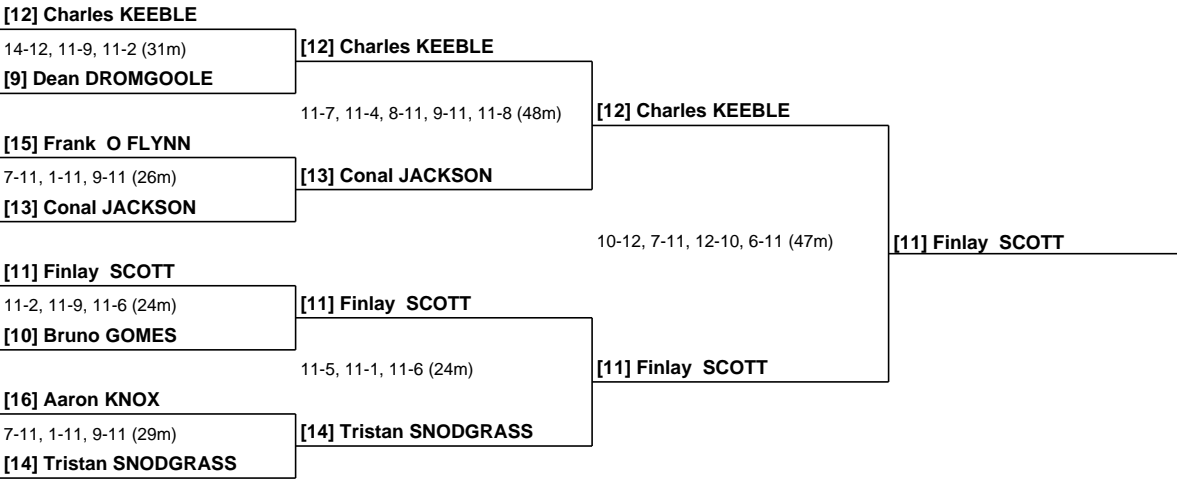 [12] Charles KEEBLE
14-12, 11-9, 11-2 (31m)
[9] Dean DROMGOOLE
[12] Charles KEEBLE
11-7, 11-4, 8-11, 9-11, 11-8 (48m)
[12] Charles KEEBLE
[15] Frank  O FLYNN
7-11, 1-11, 9-11 (26m)
[13] Conal JACKSON
[13] Conal JACKSON
10-12, 7-11, 12-10, 6-11 (47m)
[11] Finlay  SCOTT
[11] Finlay  SCOTT
11-2, 11-9, 11-6 (24m)
[10] Bruno GOMES
[11] Finlay  SCOTT
11-5, 11-1, 11-6 (24m)
[11] Finlay  SCOTT
[16] Aaron KNOX
7-11, 1-11, 9-11 (29m)
[14] Tristan SNODGRASS
[14] Tristan SNODGRASS